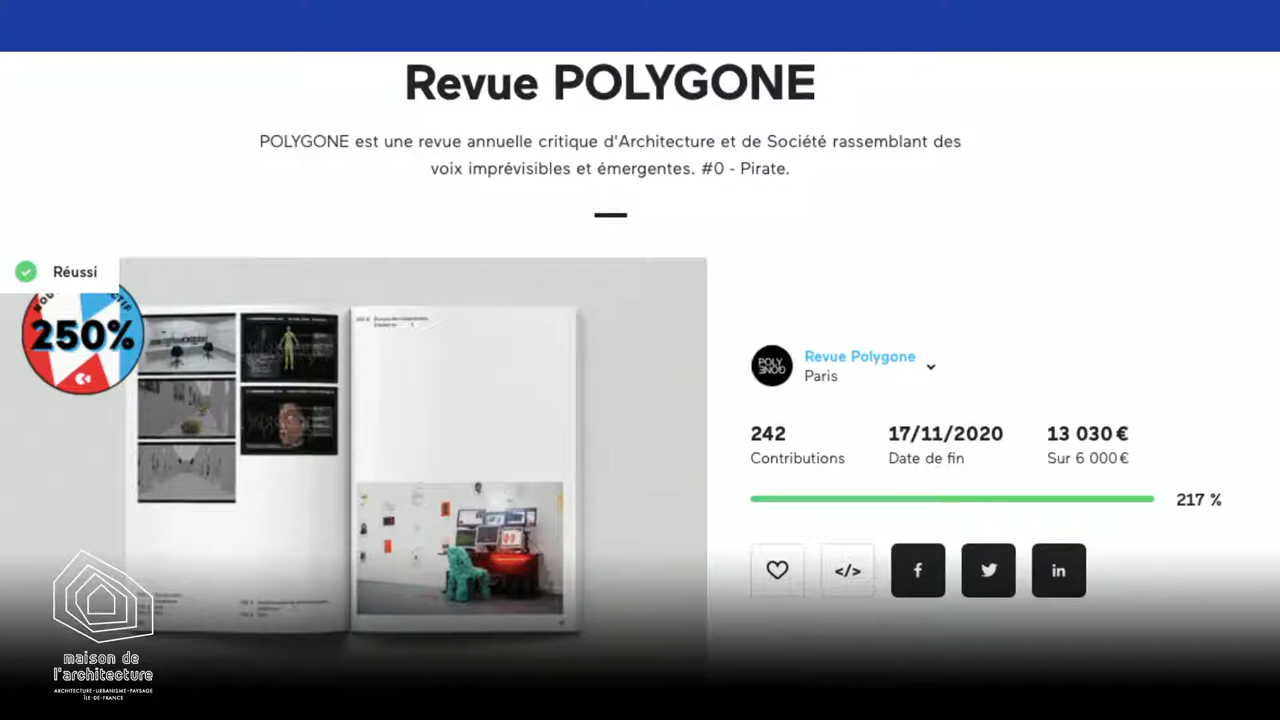 Revue POLYGONE
POLYGONE est une revue annuelle critique d'Architecture et de Société rassemblant des
voix imprévisibles et émergentes. #0 - Pirate.
Réussi
250%
POLY
GONE
Revue Polygone
Paris
242
Contributions
17/11/2020
Date de fin
13 030 €
Sur 6 000 €
217 %
</>
f
in
maison de
l'architecture
ARCHITECTURE•URBANISME•PAYSAGE
ÎLE•DE•FRANCE